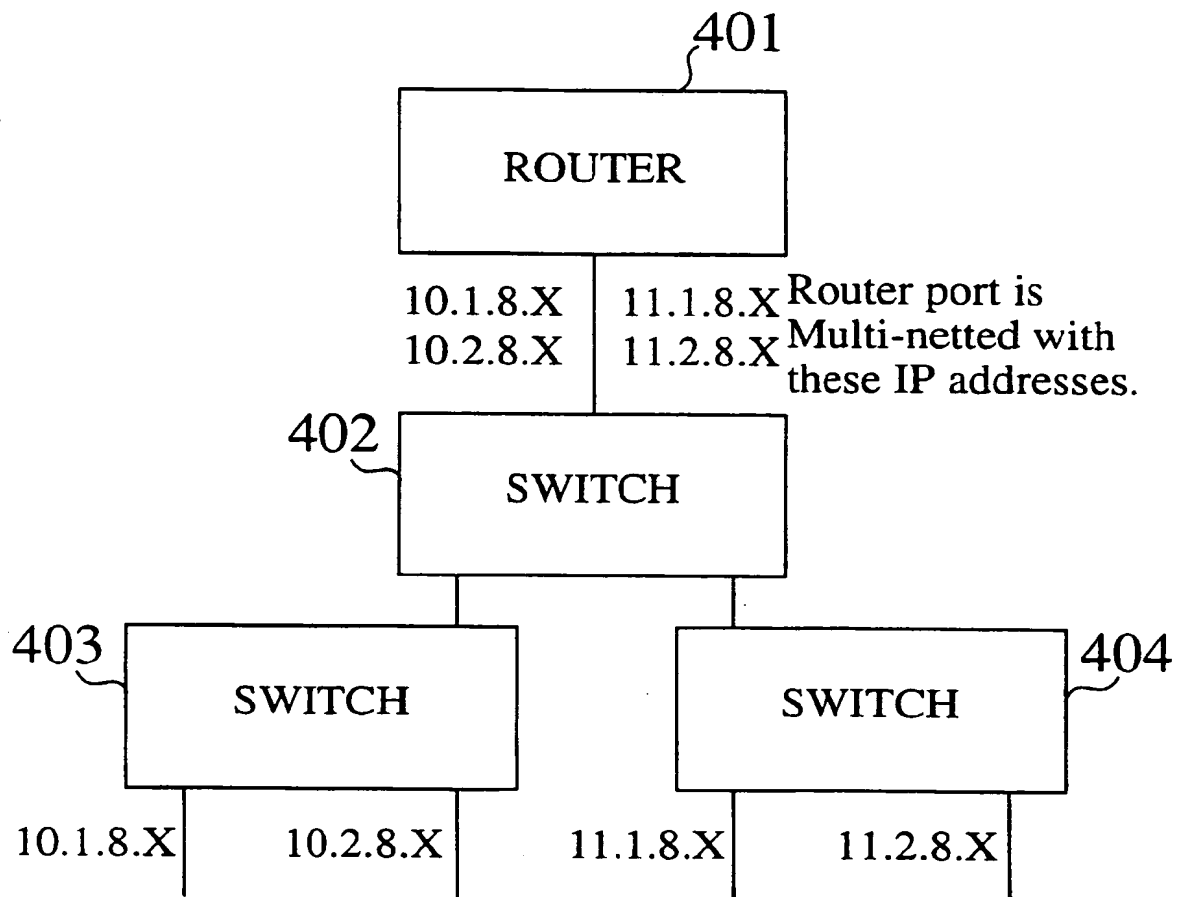 401
ROUTER
10.1.8.X 11.1.8.X Router port is
10.2.8.X 11.2.8.X Multi-netted with
these IP addresses.
402
SWITCH
403
SWITCH
404
SWITCH
10.1.8.X 10.2.8.X 11.1.8.X 11.2.8.X